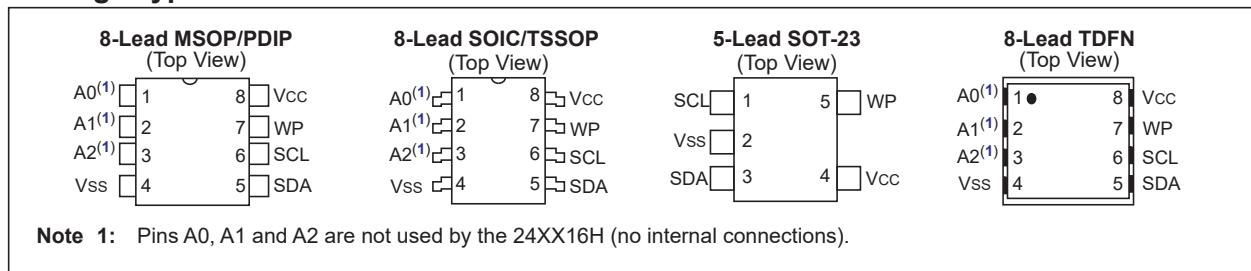 8-Lead MSOP/PDIP
(Top View)
A0(1) 1 8 VCC
A1(1) 2 7 WP
A2(1) 3 6 SCL
VSS 4 5 SDA
8-Lead SOIC/TSSOP
(Top View)
A0(1) 1 8 VCC
A1(1) 2 7 WP
A2(1) 3 6 SCL
VSS 4 5 SDA
5-Lead SOT-23
(Top View)
SCL 1 5 WP
VSS 2
SDA 3 4 VCC
8-Lead TDFN
(Top View)
A0(1) 1 8 VCC
A1(1) 2 7 WP
A2(1) 3 6 SCL
VSS 4 5 SDA
Note 1: Pins A0, A1 and A2 are not used by the 24XX16H (no internal connections).